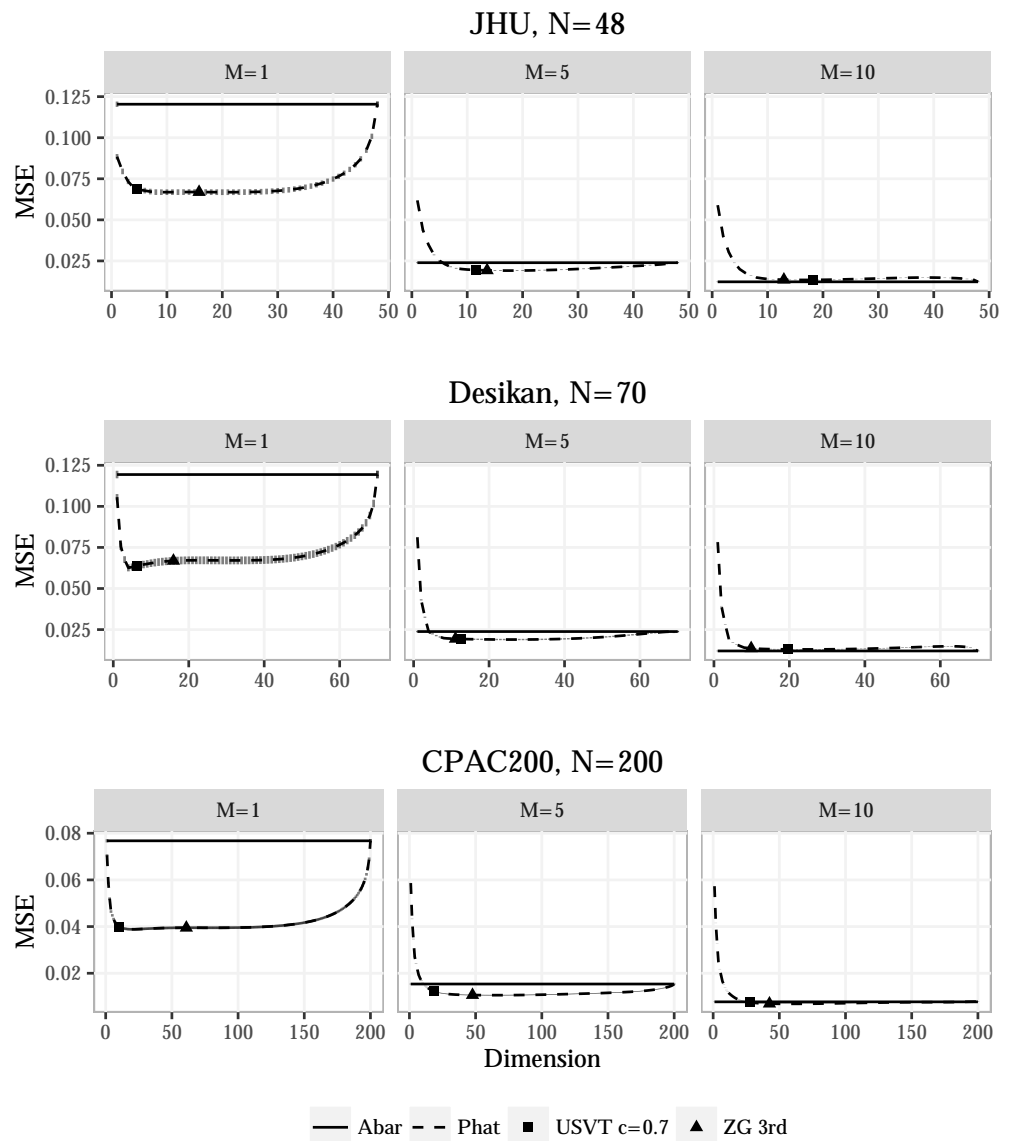 JHU, N=48
M=1
M=5
M=10
MSE
0.125
0.100
0.075
0.050
0.025
0 10 20 30 40 50
0 10 20 30 40 50
0 10 20 30 40 50
Desikan, N=70
M=1
M=5
M=10
MSE
0.125
0.100
0.075
0.050
0.025
0 20 40 60
0 20 40 60
0 20 40 60
CPAC200, N=200
M=1
M=5
M=10
MSE
0.08
0.06
0.04
0.02
0 50 100 150 200
0 50 100 150 200
0 50 100 150 200
Dimension
Abar Phat USVT c=0.7 ZG 3rd